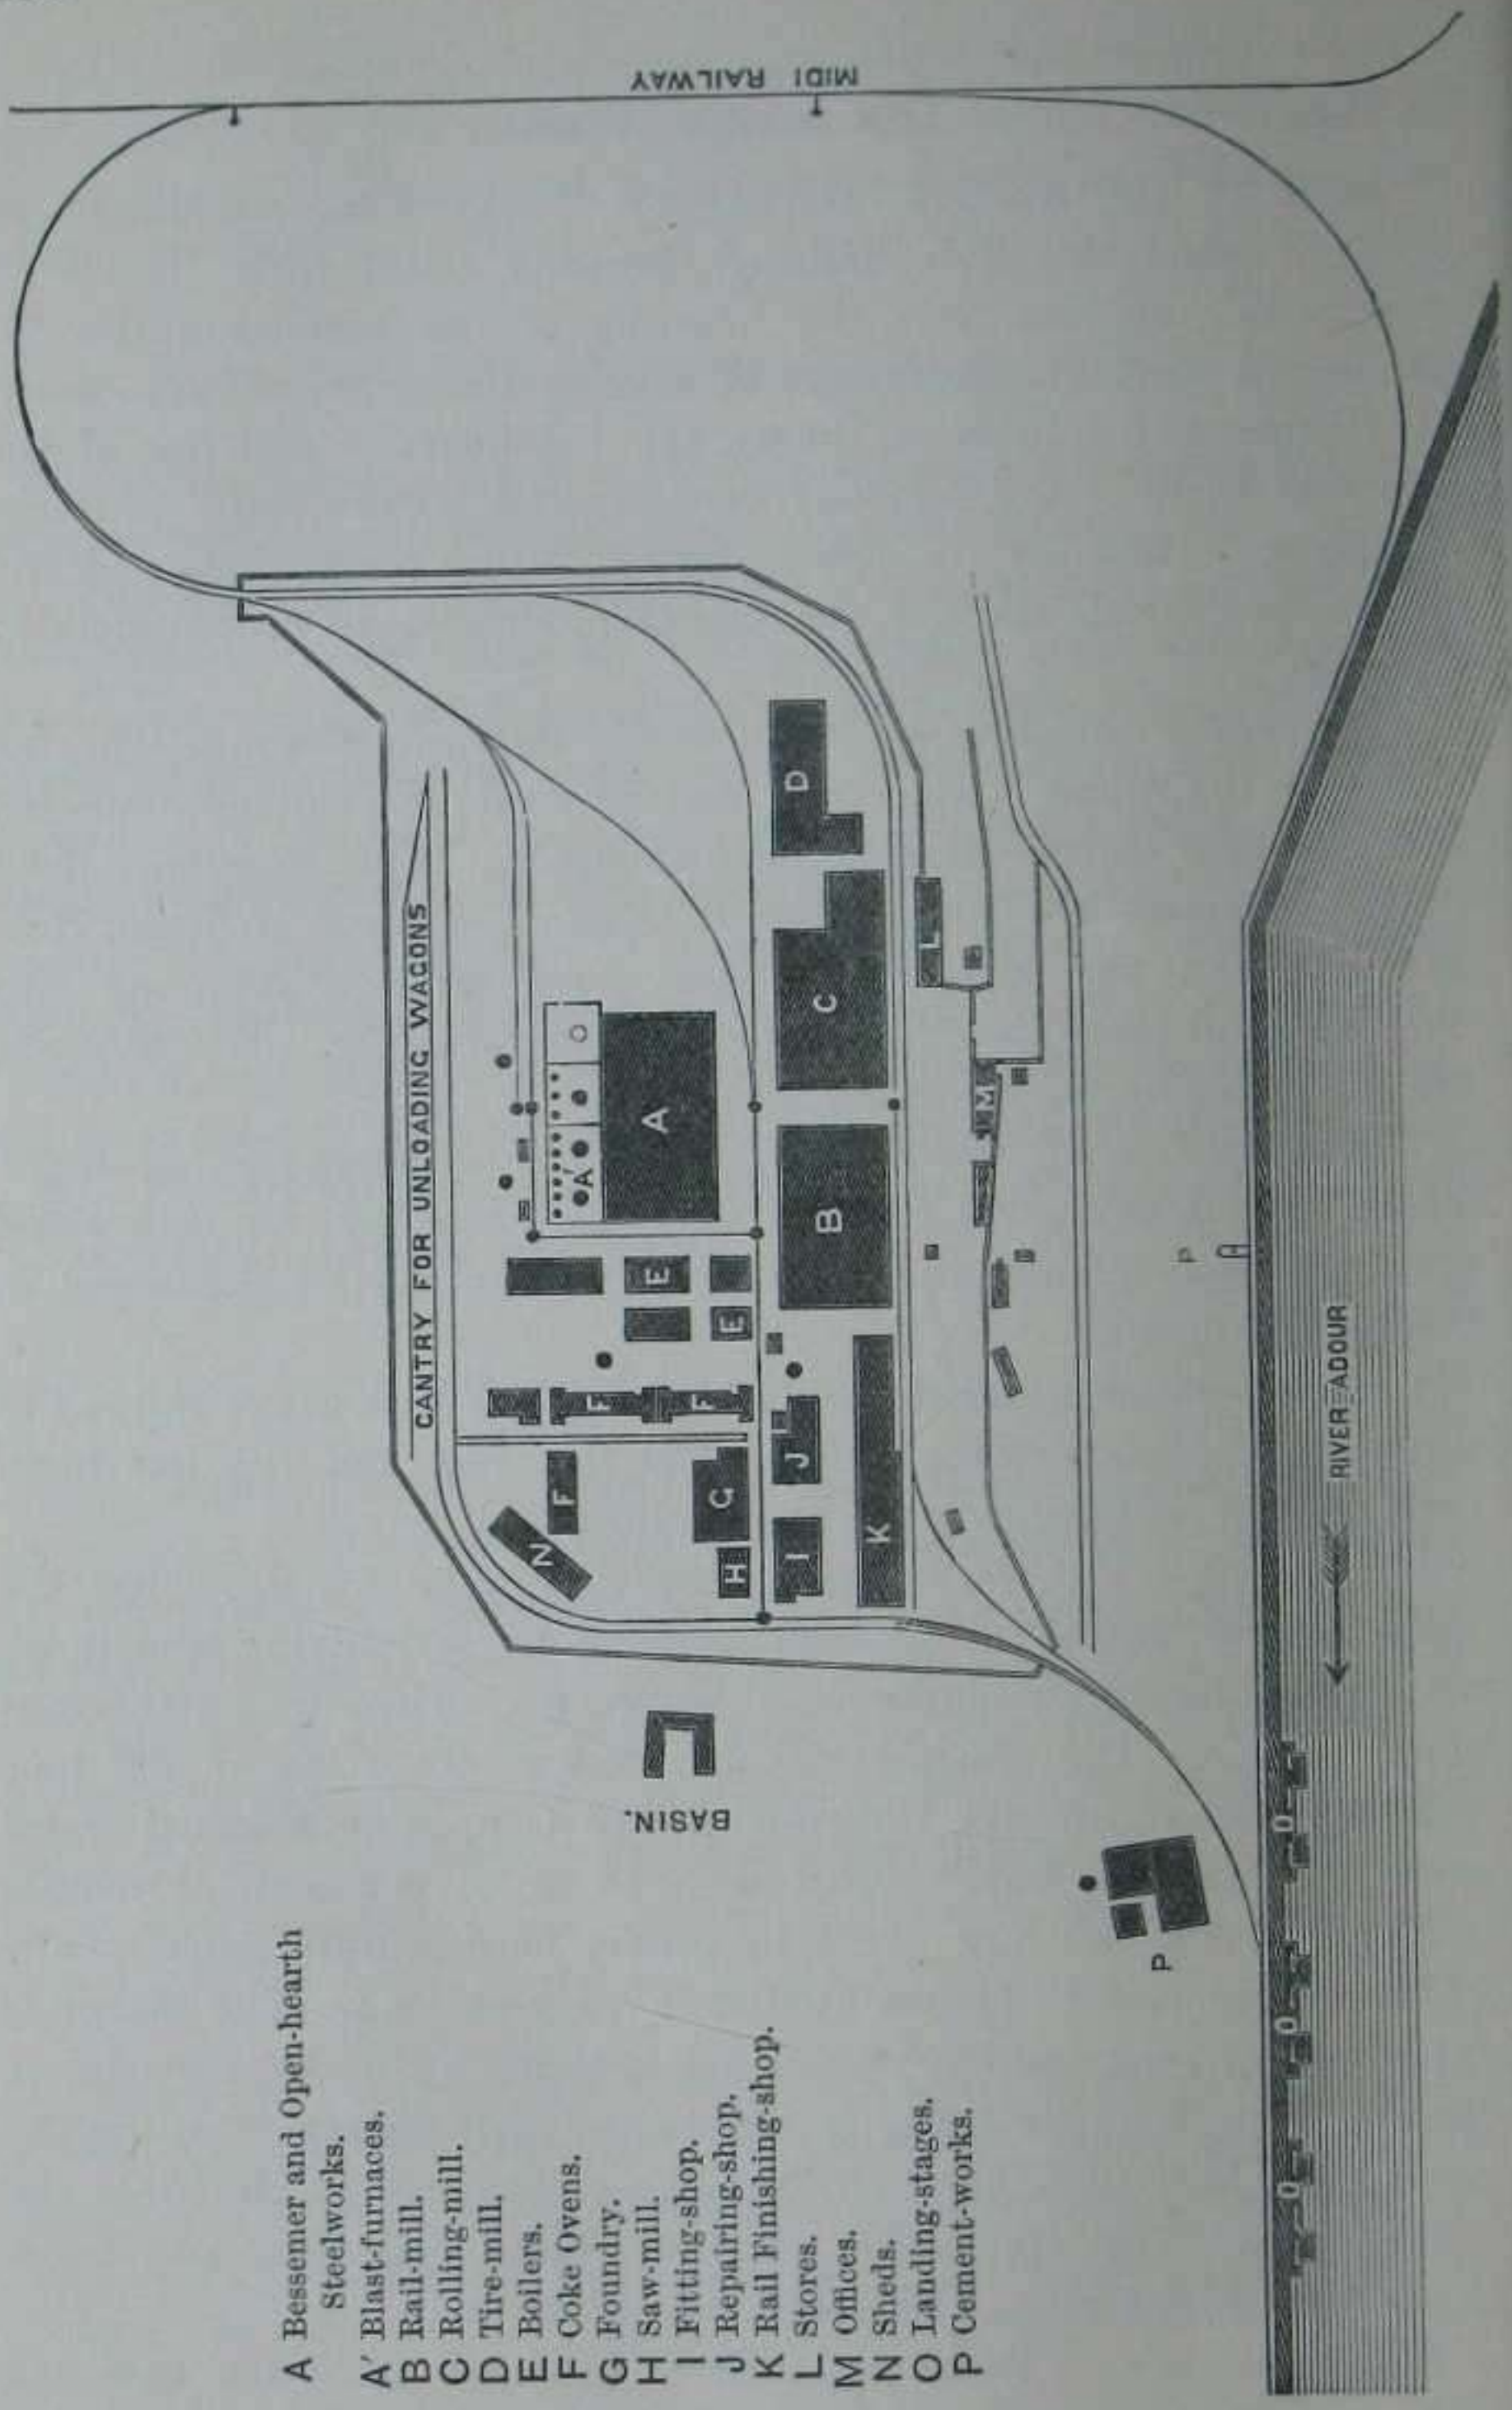 MIDI RAILWAY
CANTRY FOR UNLOADING WAGONS
A
A′
B
C
D
E
E
F
F
F
G
H
I
J
K
L
M
N
BASIN.
P
P
RIVER ADOUR
O
O
O
A Bessemer and Open-hearth
Steelworks.
A′ Blast-furnaces.
B Rail-mill.
C Rolling-mill.
D Tire-mill.
E Boilers.
F Coke Ovens.
G Foundry.
H Saw-mill.
I Fitting-shop.
J Repairing-shop.
K Rail Finishing-shop.
L Stores.
M Offices.
N Sheds.
O Landing-stages.
P Cement-works.